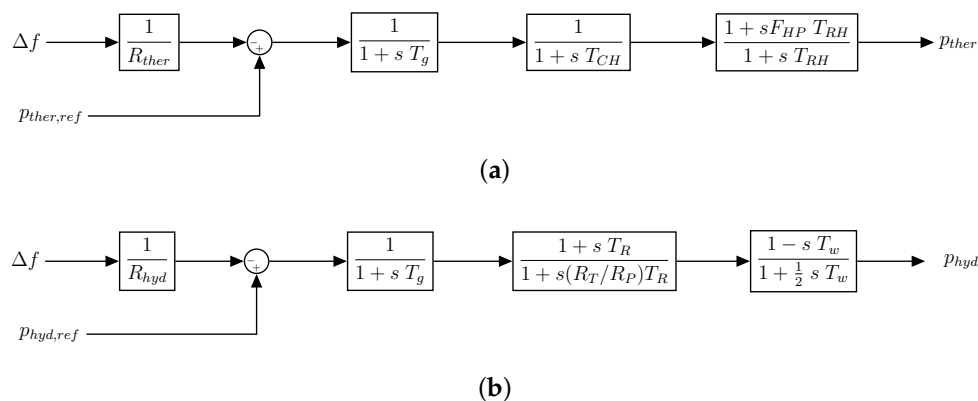 Δf 1/R_ther − + 1/(1 + s T_g) 1/(1 + s T_CH) (1 + sF_HP T_RH)/(1 + s T_RH) p_ther
p_ther,ref
(a)
Δf 1/R_hyd − + 1/(1 + s T_g) (1 + s T_R)/(1 + s(R_T/R_P)T_R) (1 − s T_w)/(1 + ½ s T_w) p_hyd
p_hyd,ref
(b)